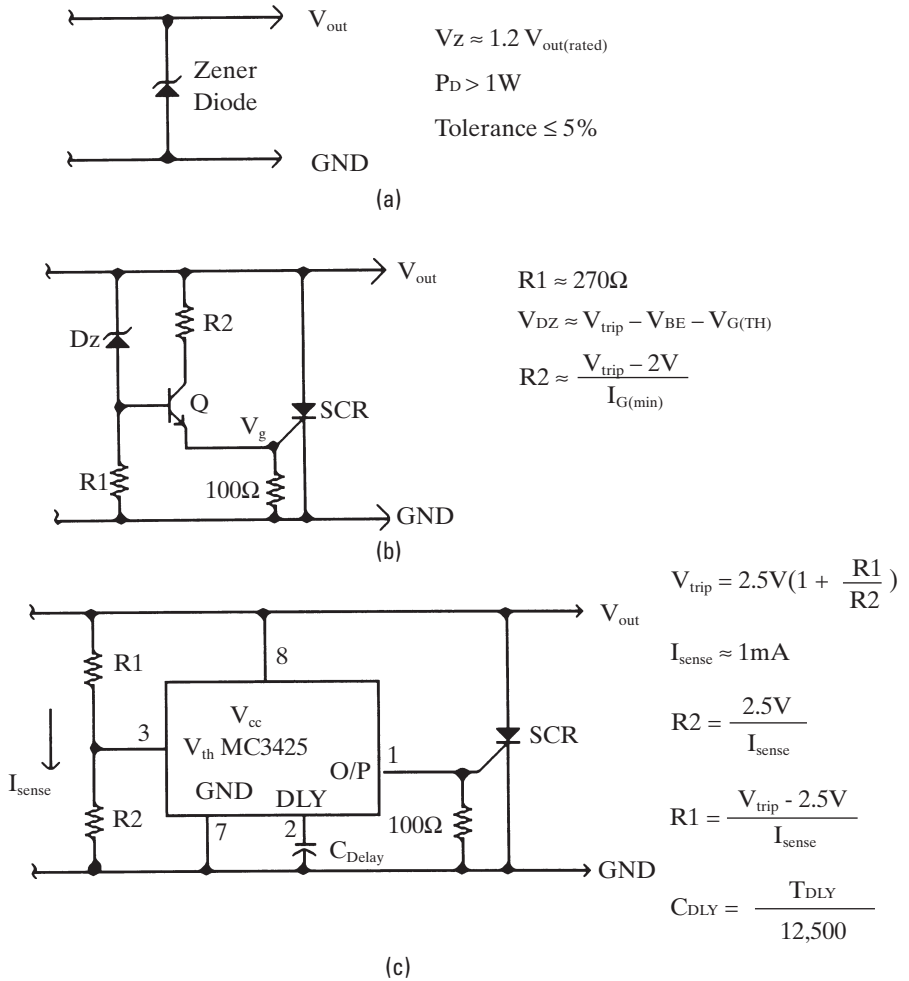 V_out
Zener
Diode
GND
Vz ≈ 1.2 V_out(rated)
P_D > 1W
Tolerance ≤ 5%
(a)
V_out
Dz
R2
Q
V_g
SCR
R1
100Ω
GND
R1 ≈ 270Ω
V_DZ ≈ V_trip – V_BE – V_G(TH)
R2 ≈ (V_trip – 2V) / I_G(min)
(b)
V_out
R1
8
3
V_cc
V_th MC3425
O/P
1
SCR
I_sense
GND
DLY
R2
7
2
100Ω
C_Delay
GND
V_trip = 2.5V(1 + R1 / R2)
I_sense ≈ 1mA
R2 = 2.5V / I_sense
R1 = (V_trip - 2.5V) / I_sense
C_DLY = T_DLY / 12,500
(c)